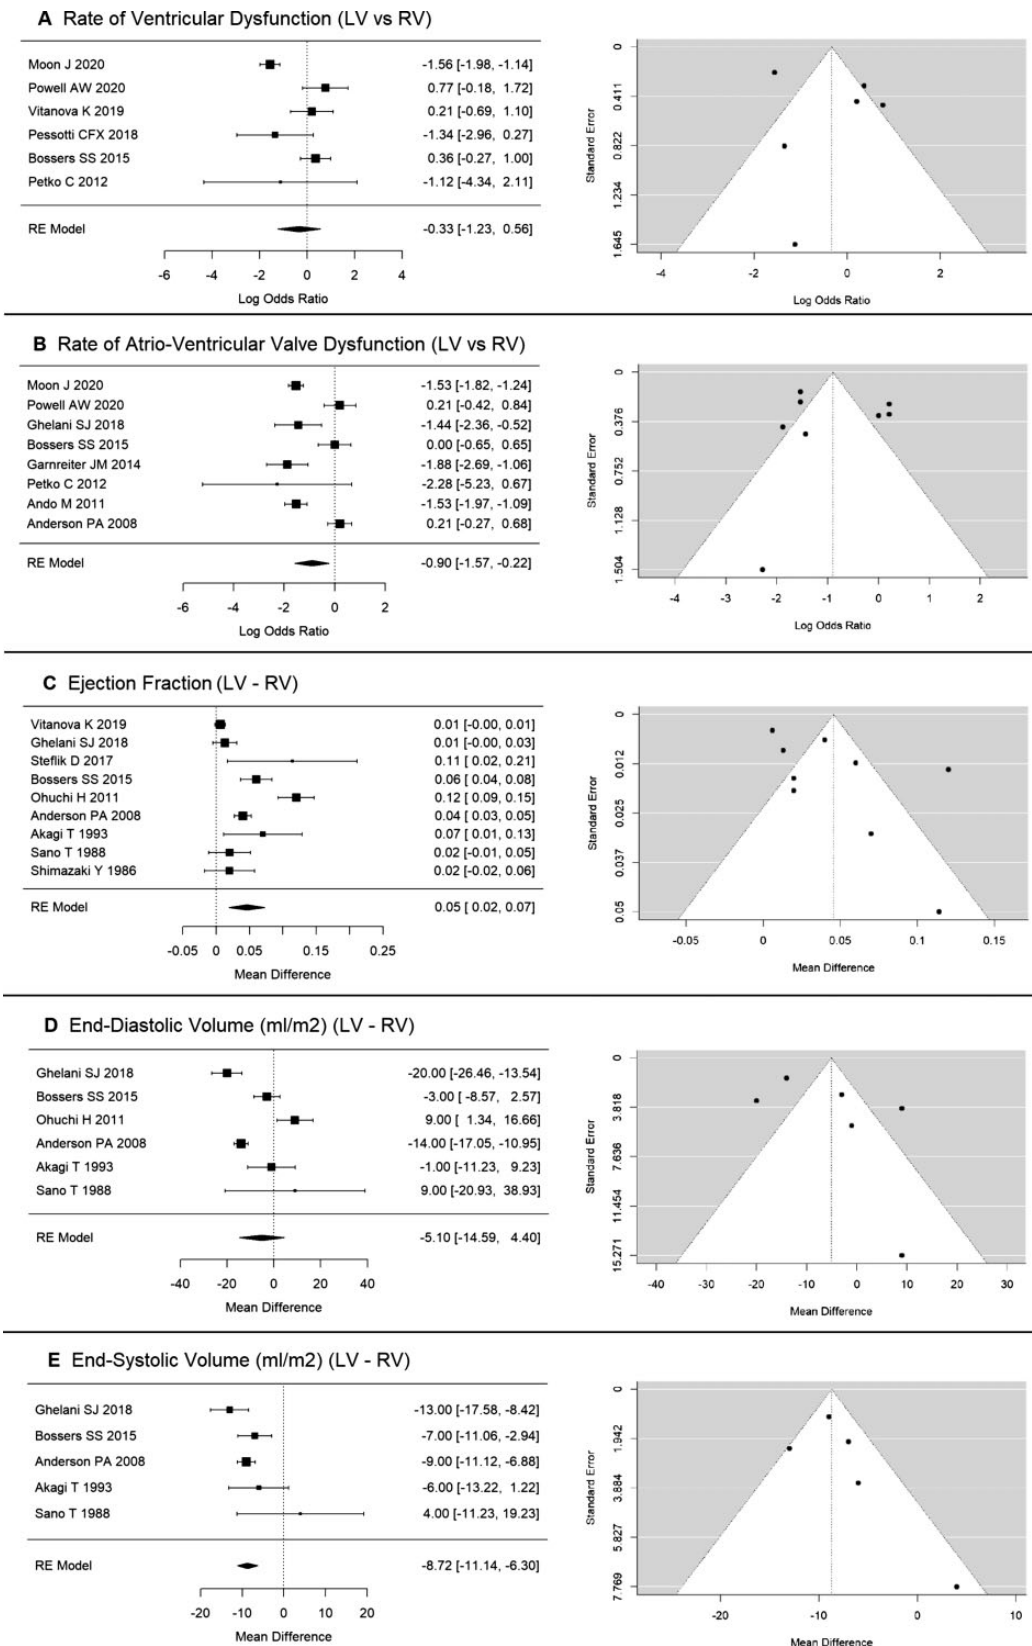 A Rate of Ventricular Dysfunction (LV vs RV)
Moon J 2020 -1.56 [-1.98, -1.14]
Powell AW 2020 0.77 [-0.18, 1.72]
Vitanova K 2019 0.21 [-0.69, 1.10]
Pessotti CFX 2018 -1.34 [-2.96, 0.27]
Bossers SS 2015 0.36 [-0.27, 1.00]
Petko C 2012 -1.12 [-4.34, 2.11]
RE Model -0.33 [-1.23, 0.56]
-6 -4 -2 0 2 4
Log Odds Ratio
Standard Error
0 0.411 0.822 1.234 1.645
-4 -2 0 2
Log Odds Ratio
B Rate of Atrio-Ventricular Valve Dysfunction (LV vs RV)
Moon J 2020 -1.53 [-1.82, -1.24]
Powell AW 2020 0.21 [-0.42, 0.84]
Ghelani SJ 2018 -1.44 [-2.36, -0.52]
Bossers SS 2015 0.00 [-0.65, 0.65]
Garnreiter JM 2014 -1.88 [-2.69, -1.06]
Petko C 2012 -2.28 [-5.23, 0.67]
Ando M 2011 -1.53 [-1.97, -1.09]
Anderson PA 2008 0.21 [-0.27, 0.68]
RE Model -0.90 [-1.57, -0.22]
-6 -4 -2 0 2
Log Odds Ratio
Standard Error
0 0.376 0.752 1.128 1.504
-4 -3 -2 -1 0 1 2
Log Odds Ratio
C Ejection Fraction (LV - RV)
Vitanova K 2019 0.01 [-0.00, 0.01]
Ghelani SJ 2018 0.01 [-0.00, 0.03]
Steflik D 2017 0.11 [ 0.02, 0.21]
Bossers SS 2015 0.06 [ 0.04, 0.08]
Ohuchi H 2011 0.12 [ 0.09, 0.15]
Anderson PA 2008 0.04 [ 0.03, 0.05]
Akagi T 1993 0.07 [ 0.01, 0.13]
Sano T 1988 0.02 [-0.01, 0.05]
Shimazaki Y 1986 0.02 [-0.02, 0.06]
RE Model 0.05 [ 0.02, 0.07]
-0.05 0 0.05 0.15 0.25
Mean Difference
Standard Error
0 0.012 0.025 0.037 0.05
-0.05 0 0.05 0.1 0.15
Mean Difference
D End-Diastolic Volume (ml/m2) (LV - RV)
Ghelani SJ 2018 -20.00 [-26.46, -13.54]
Bossers SS 2015 -3.00 [-8.57, 2.57]
Ohuchi H 2011 9.00 [ 1.34, 16.66]
Anderson PA 2008 -14.00 [-17.05, -10.95]
Akagi T 1993 -1.00 [-11.23, 9.23]
Sano T 1988 9.00 [-20.93, 38.93]
RE Model -5.10 [-14.59, 4.40]
-40 -20 0 20 40
Mean Difference
Standard Error
0 3.818 7.636 11.454 15.271
-40 -30 -20 -10 0 10 20 30
Mean Difference
E End-Systolic Volume (ml/m2) (LV - RV)
Ghelani SJ 2018 -13.00 [-17.58, -8.42]
Bossers SS 2015 -7.00 [-11.06, -2.94]
Anderson PA 2008 -9.00 [-11.12, -6.88]
Akagi T 1993 -6.00 [-13.22, 1.22]
Sano T 1988 4.00 [-11.23, 19.23]
RE Model -8.72 [-11.14, -6.30]
-20 -10 0 10 20
Mean Difference
Standard Error
0 1.942 3.884 5.827 7.769
-20 -10 0 10
Mean Difference